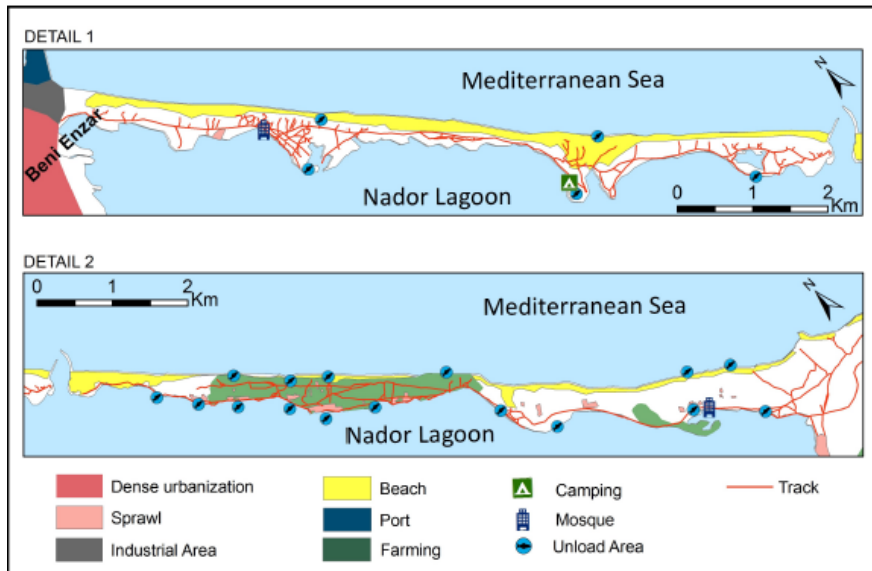 DETAIL 1
N
Mediterranean Sea
Beni Enzar
Nador Lagoon
0 1 2
Km
DETAIL 2
0 1 2
Km
N
Mediterranean Sea
Nador Lagoon
Dense urbanization
Beach
Camping
Track
Sprawl
Port
Mosque
Industrial Area
Farming
Unload Area